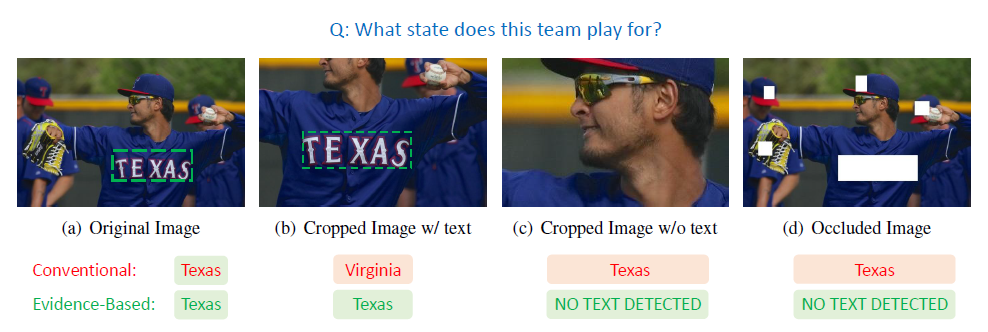 Q: What state does this team play for?
TEXAS
TEXAS
(a) Original Image
(b) Cropped Image w/ text
(c) Cropped Image w/o text
(d) Occluded Image
Conventional:
Texas
Virginia
Texas
Texas
Evidence-Based:
Texas
Texas
NO TEXT DETECTED
NO TEXT DETECTED